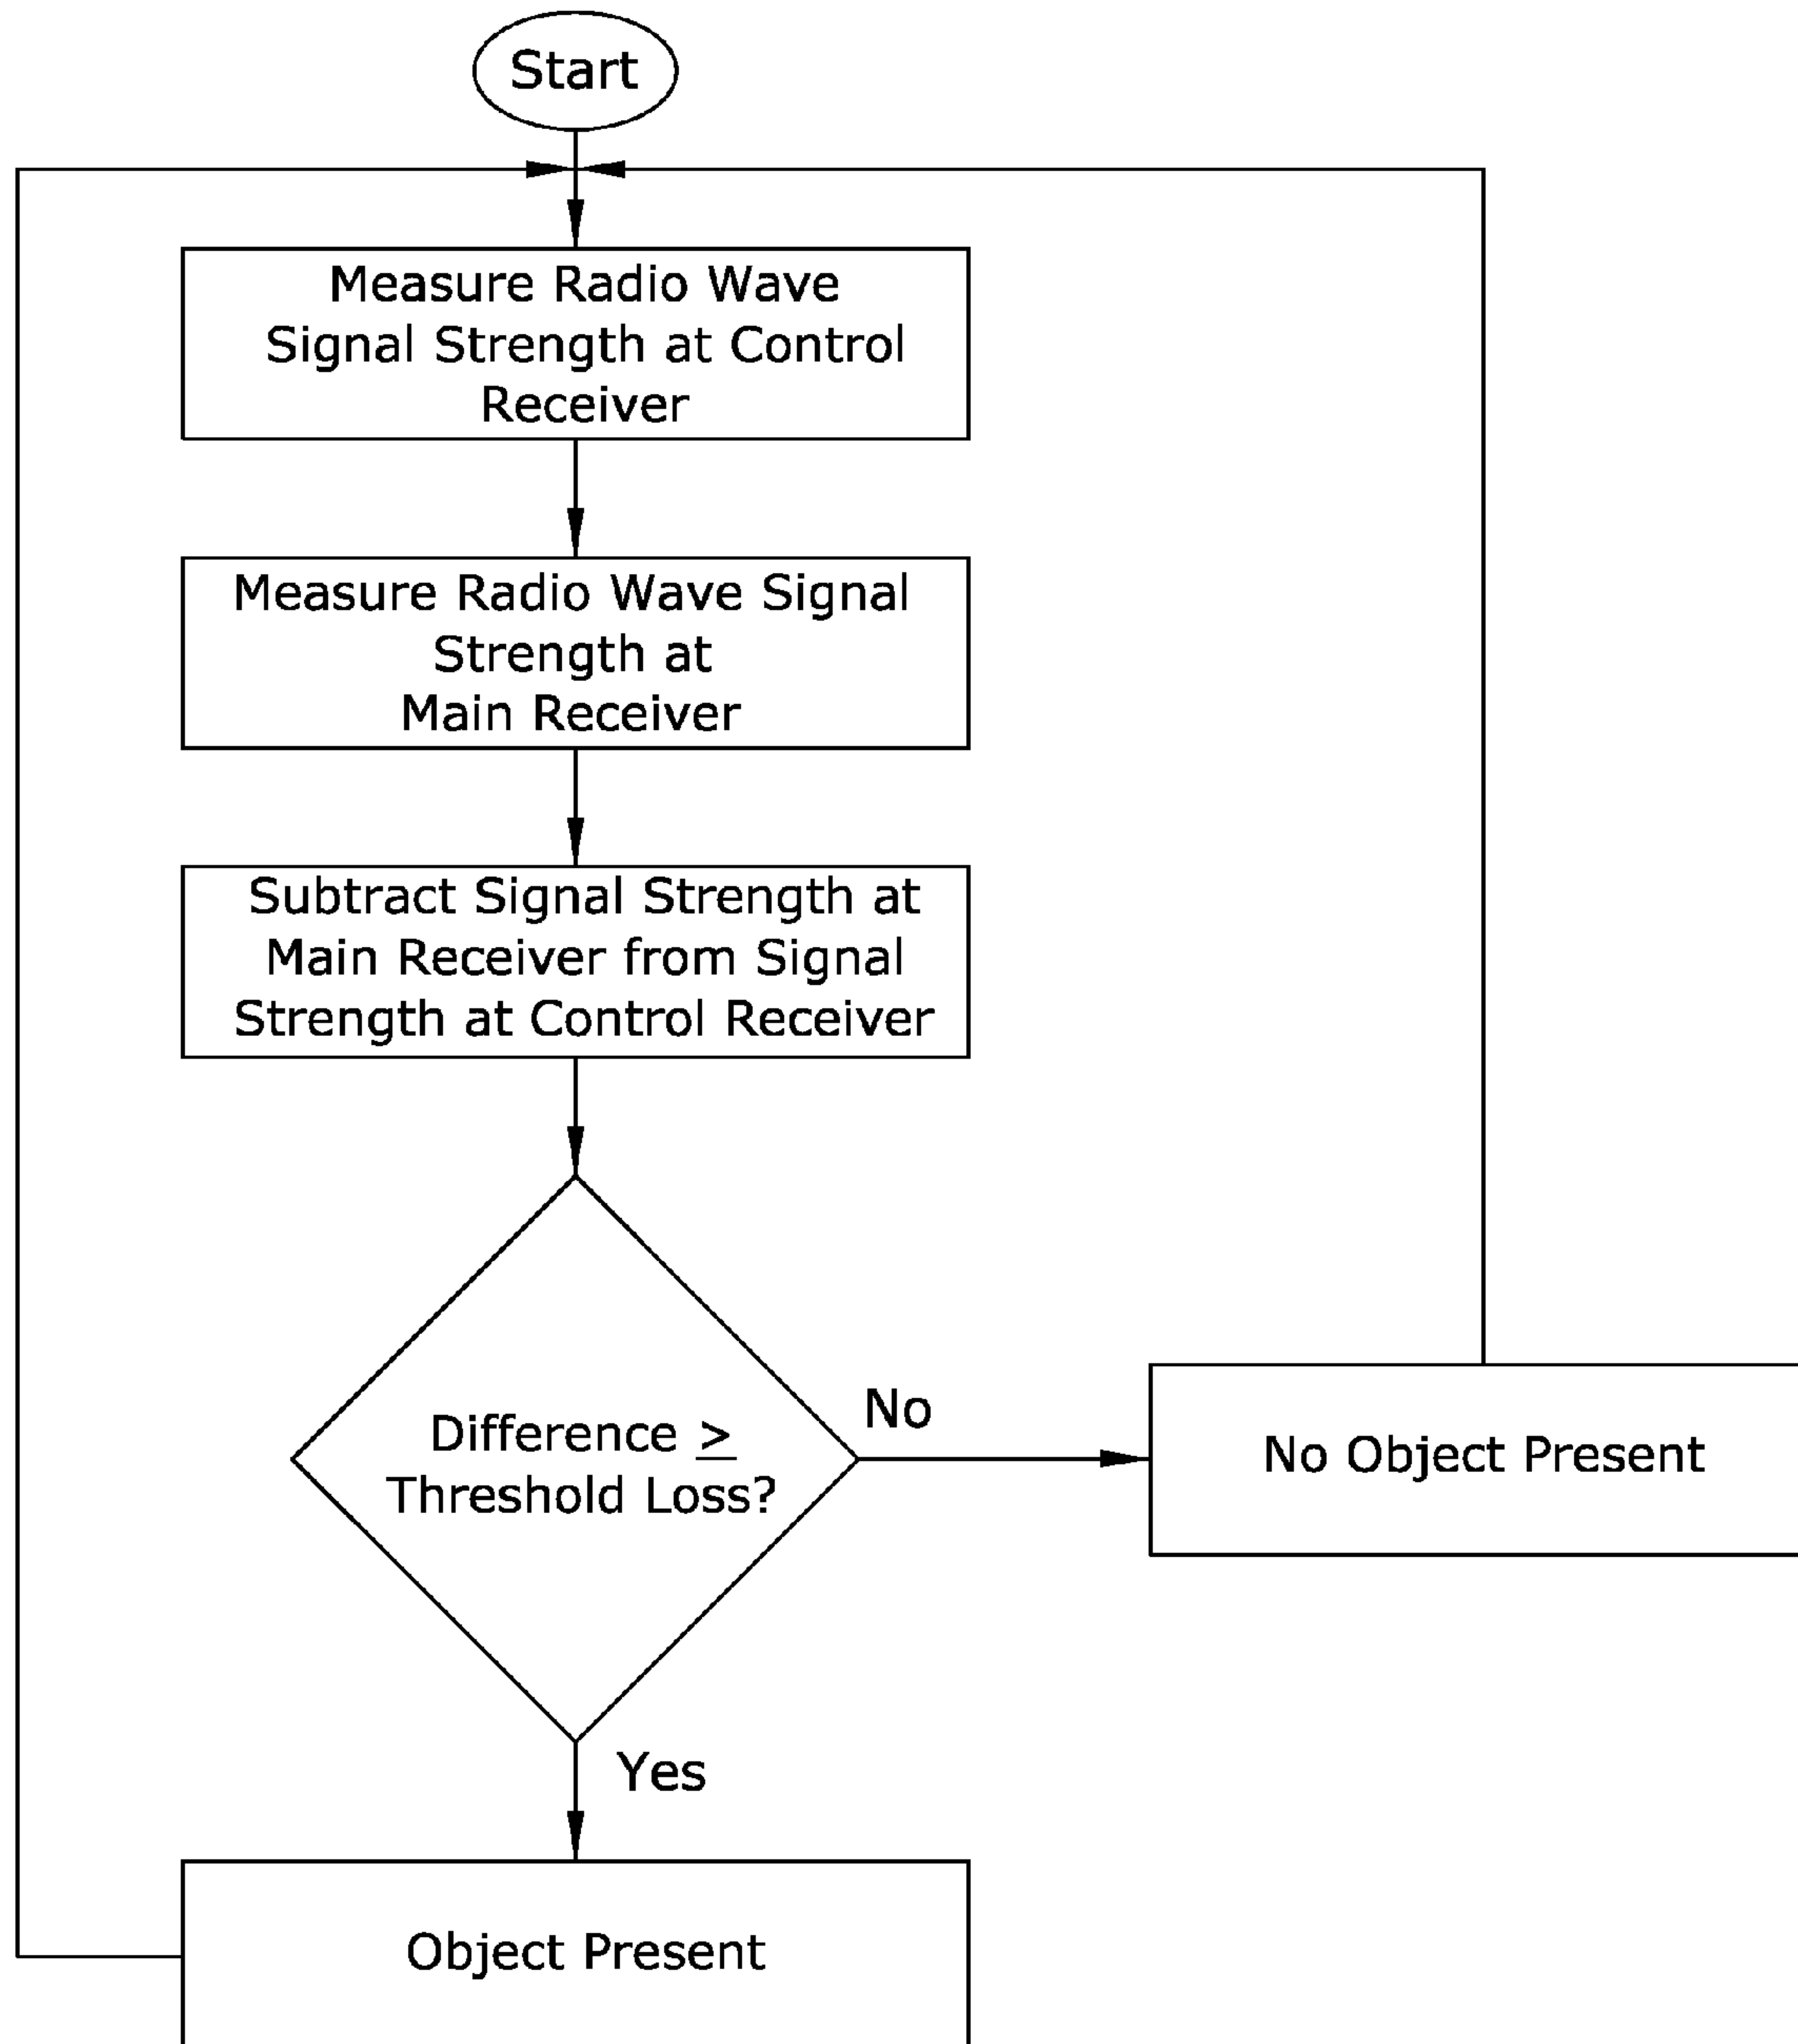 Start
Measure Radio Wave
Signal Strength at Control
Receiver
Measure Radio Wave Signal
Strength at
Main Receiver
Subtract Signal Strength at
Main Receiver from Signal
Strength at Control Receiver
Difference ≥
Threshold Loss?
No
No Object Present
Yes
Object Present